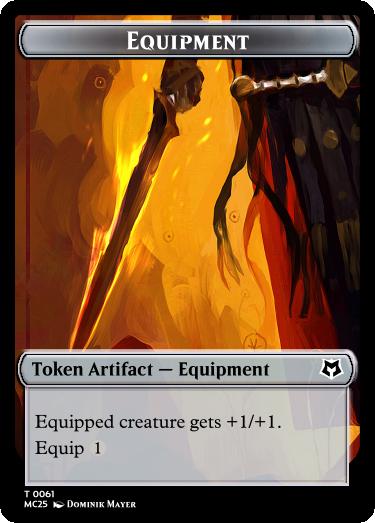 EQUIPMENT
Token Artifact — Equipment
Equipped creature gets +1/+1.
Equip 1
T 0061
MC25 DOMINIK MAYER